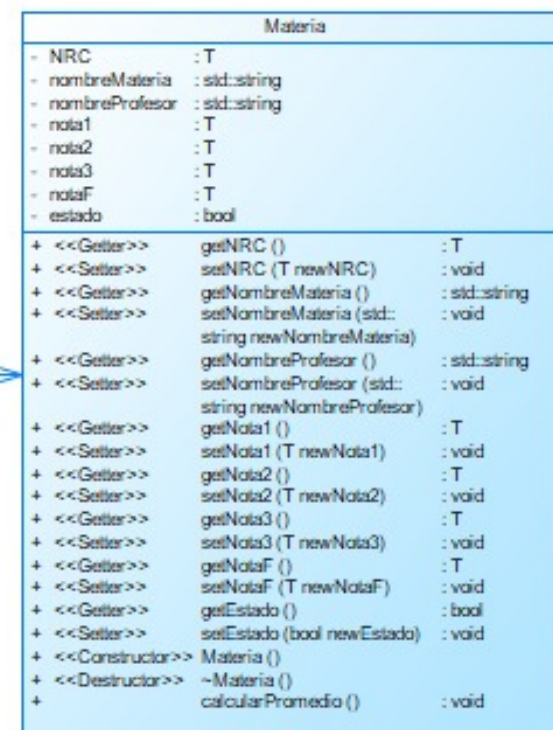 Materia
- NRC : T
- nombreMateria : std::string
- nombreProfesor : std::string
- nota1 : T
- nota2 : T
- nota3 : T
- notaF : T
- estado : bool
+ <<Getter>> getNRC () : T
+ <<Setter>> setNRC (T newNRC) : void
+ <<Getter>> getNombreMateria () : std::string
+ <<Setter>> setNombreMateria (std:: : void
string newNombreMateria)
+ <<Getter>> getNombreProfesor () : std::string
+ <<Setter>> setNombreProfesor (std:: : void
string newNombreProfesor)
+ <<Getter>> getNota1 () : T
+ <<Setter>> setNota1 (T newNota1) : void
+ <<Getter>> getNota2 () : T
+ <<Setter>> setNota2 (T newNota2) : void
+ <<Getter>> getNota3 () : T
+ <<Setter>> setNota3 (T newNota3) : void
+ <<Getter>> getNotaF () : T
+ <<Setter>> setNotaF (T newNotaF) : void
+ <<Getter>> getEstado () : bool
+ <<Setter>> setEstado (bool newEstado) : void
+ <<Constructor>> Materia ()
+ <<Destructor>> ~Materia ()
+ calcularPromedio () : void